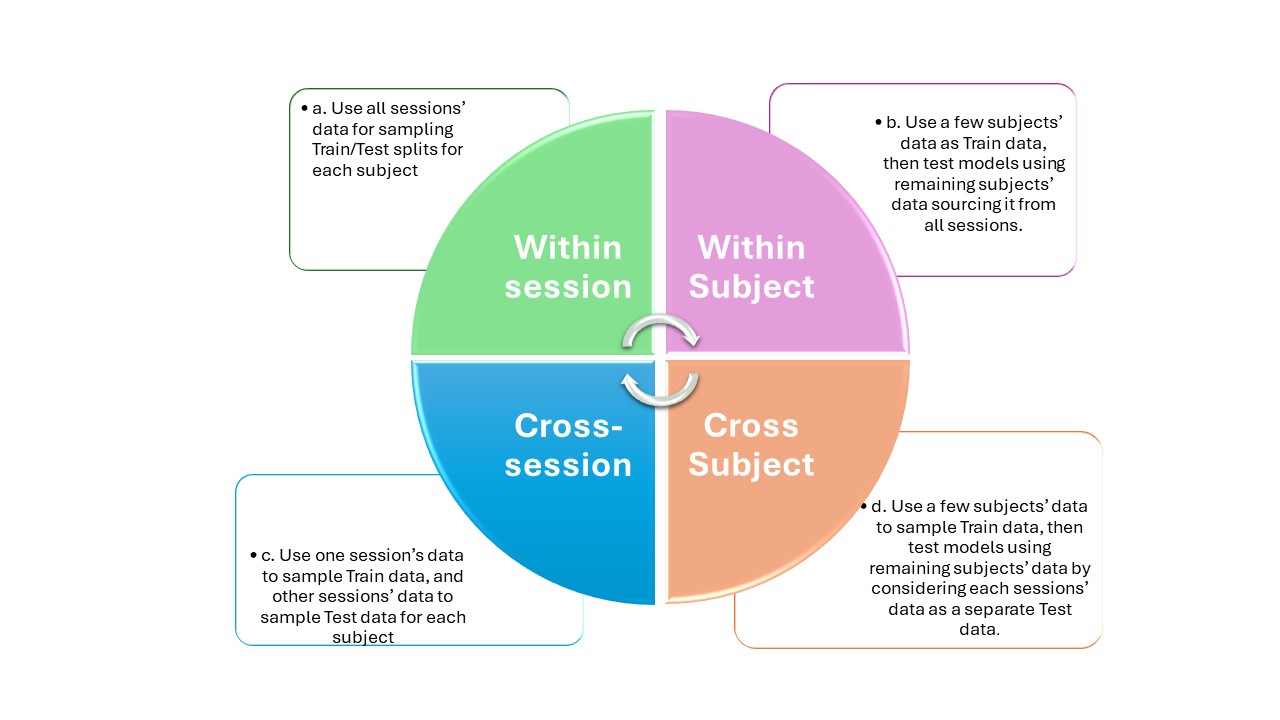 • a. Use all sessions’
data for sampling
Train/Test splits for
each subject
• b. Use a few subjects’
data as Train data,
then test models using
remaining subjects’
data sourcing it from
all sessions.
Within
session
Within
Subject
Cross-
session
Cross
Subject
• c. Use one session’s data
to sample Train data, and
other sessions’ data to
sample Test data for each
subject
• d. Use a few subjects’ data
to sample Train data, then
test models using
remaining subjects’ data by
considering each sessions’
data as a separate Test
data.